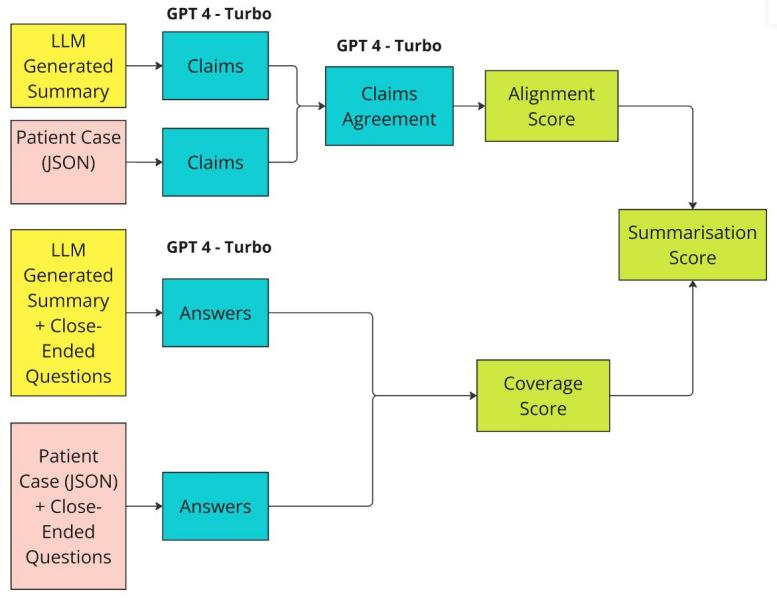 GPT 4 - Turbo
LLM
Generated
Summary
Claims
GPT 4 - Turbo
Claims
Agreement
Alignment
Score
Patient Case
(JSON)
Claims
Summarisation
Score
LLM
Generated
Summary
+ Close-
Ended
Questions
GPT 4 - Turbo
Answers
Coverage
Score
Patient
Case (JSON)
+ Close-
Ended
Questions
Answers